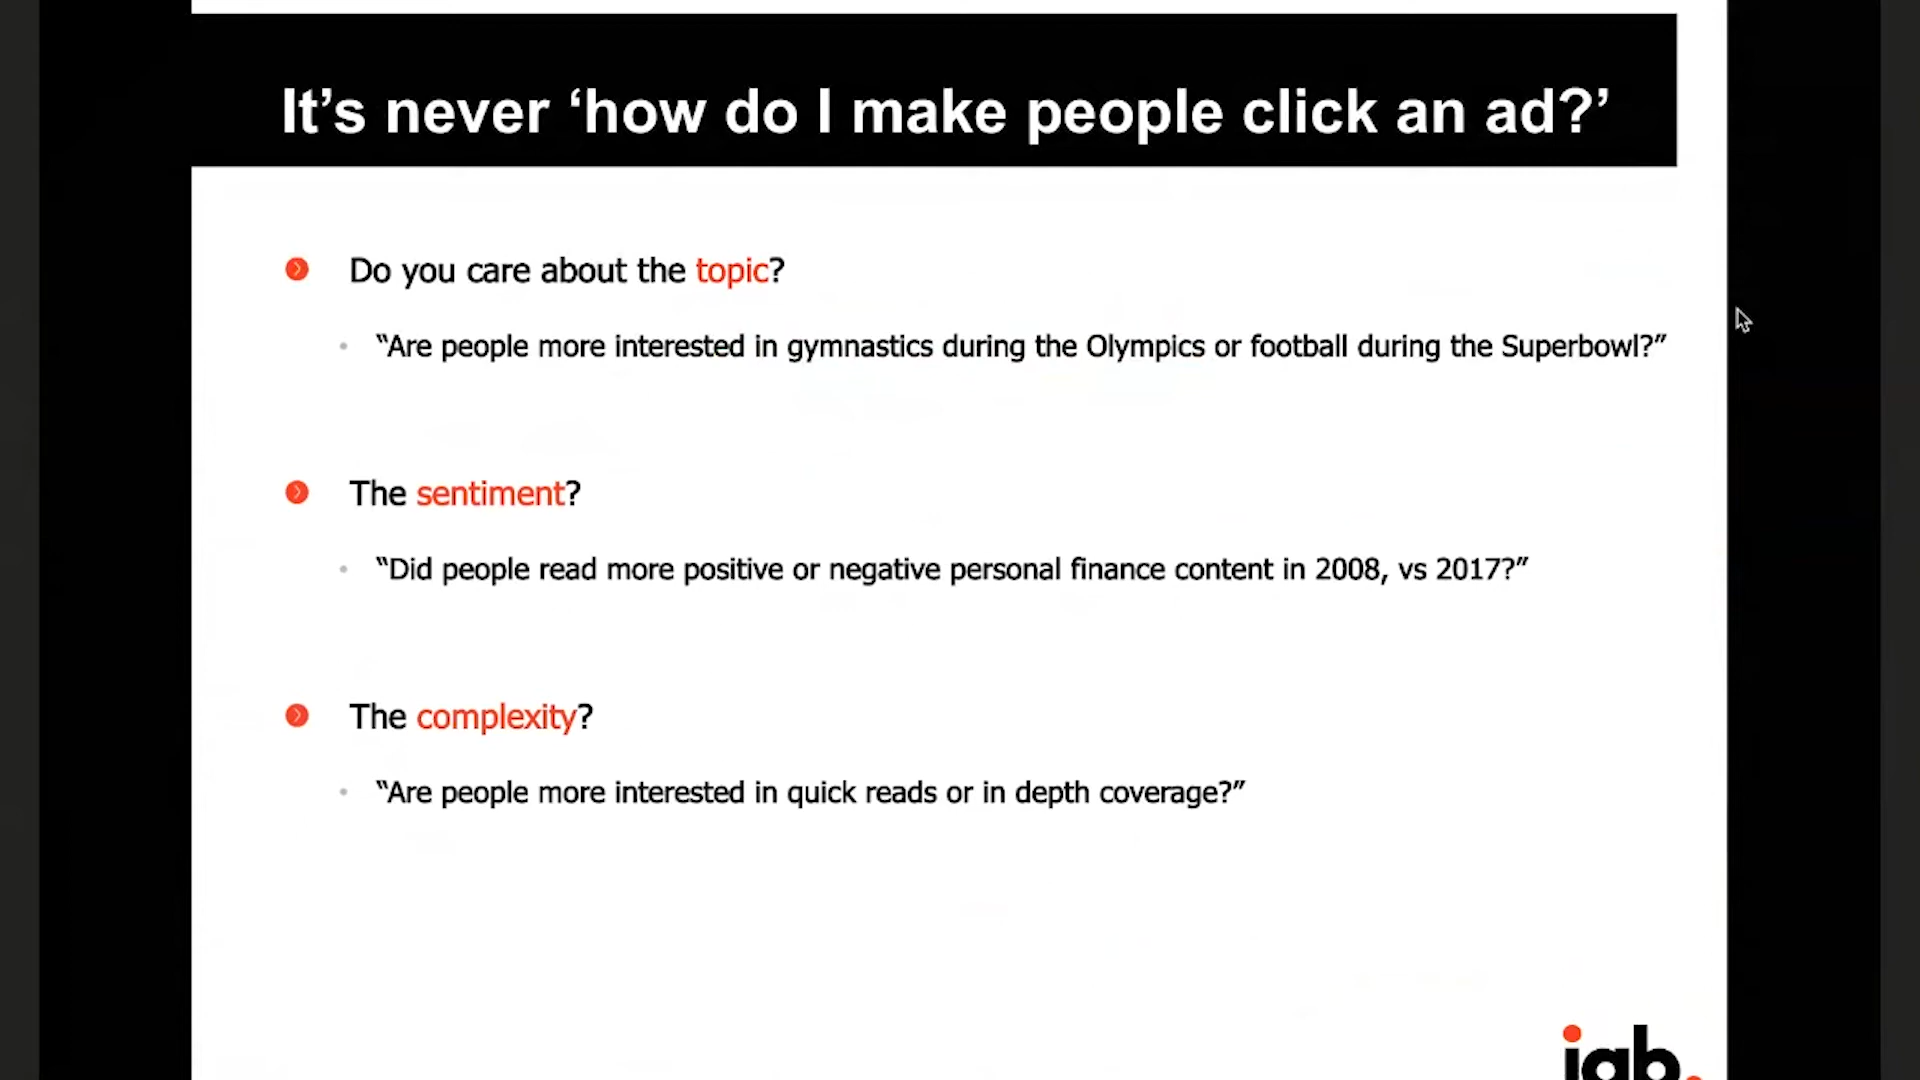 It’s never ‘how do I make people click an ad?’
Do you care about the topic?
“Are people more interested in gymnastics during the Olympics or football during the Superbowl?”
The sentiment?
“Did people read more positive or negative personal finance content in 2008, vs 2017?”
The complexity?
“Are people more interested in quick reads or in depth coverage?”
iab.